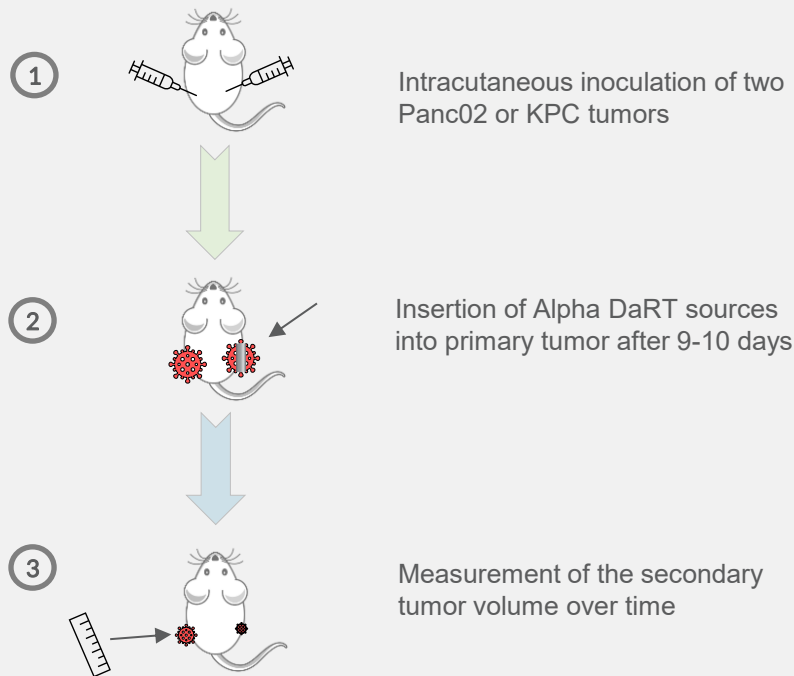 1
Intracutaneous inoculation of two
Panc02 or KPC tumors
2
Insertion of Alpha DaRT sources
into primary tumor after 9-10 days
3
Measurement of the secondary
tumor volume over time